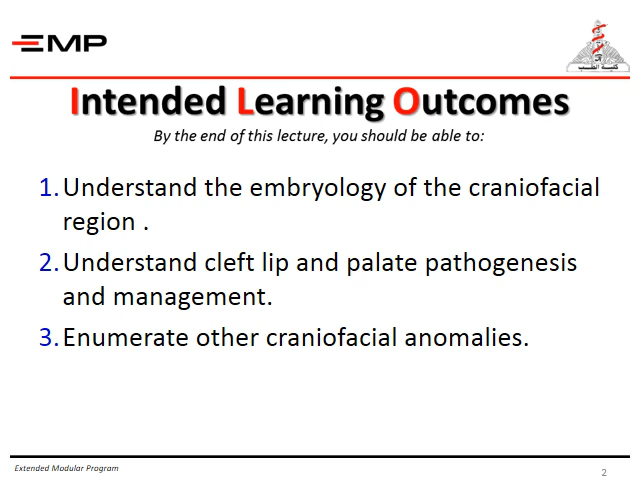 EMP
كلية الطب
Intended Learning Outcomes
By the end of this lecture, you should be able to:
1. Understand the embryology of the craniofacial
region .
2. Understand cleft lip and palate pathogenesis
and management.
3. Enumerate other craniofacial anomalies.
Extended Modular Program
2